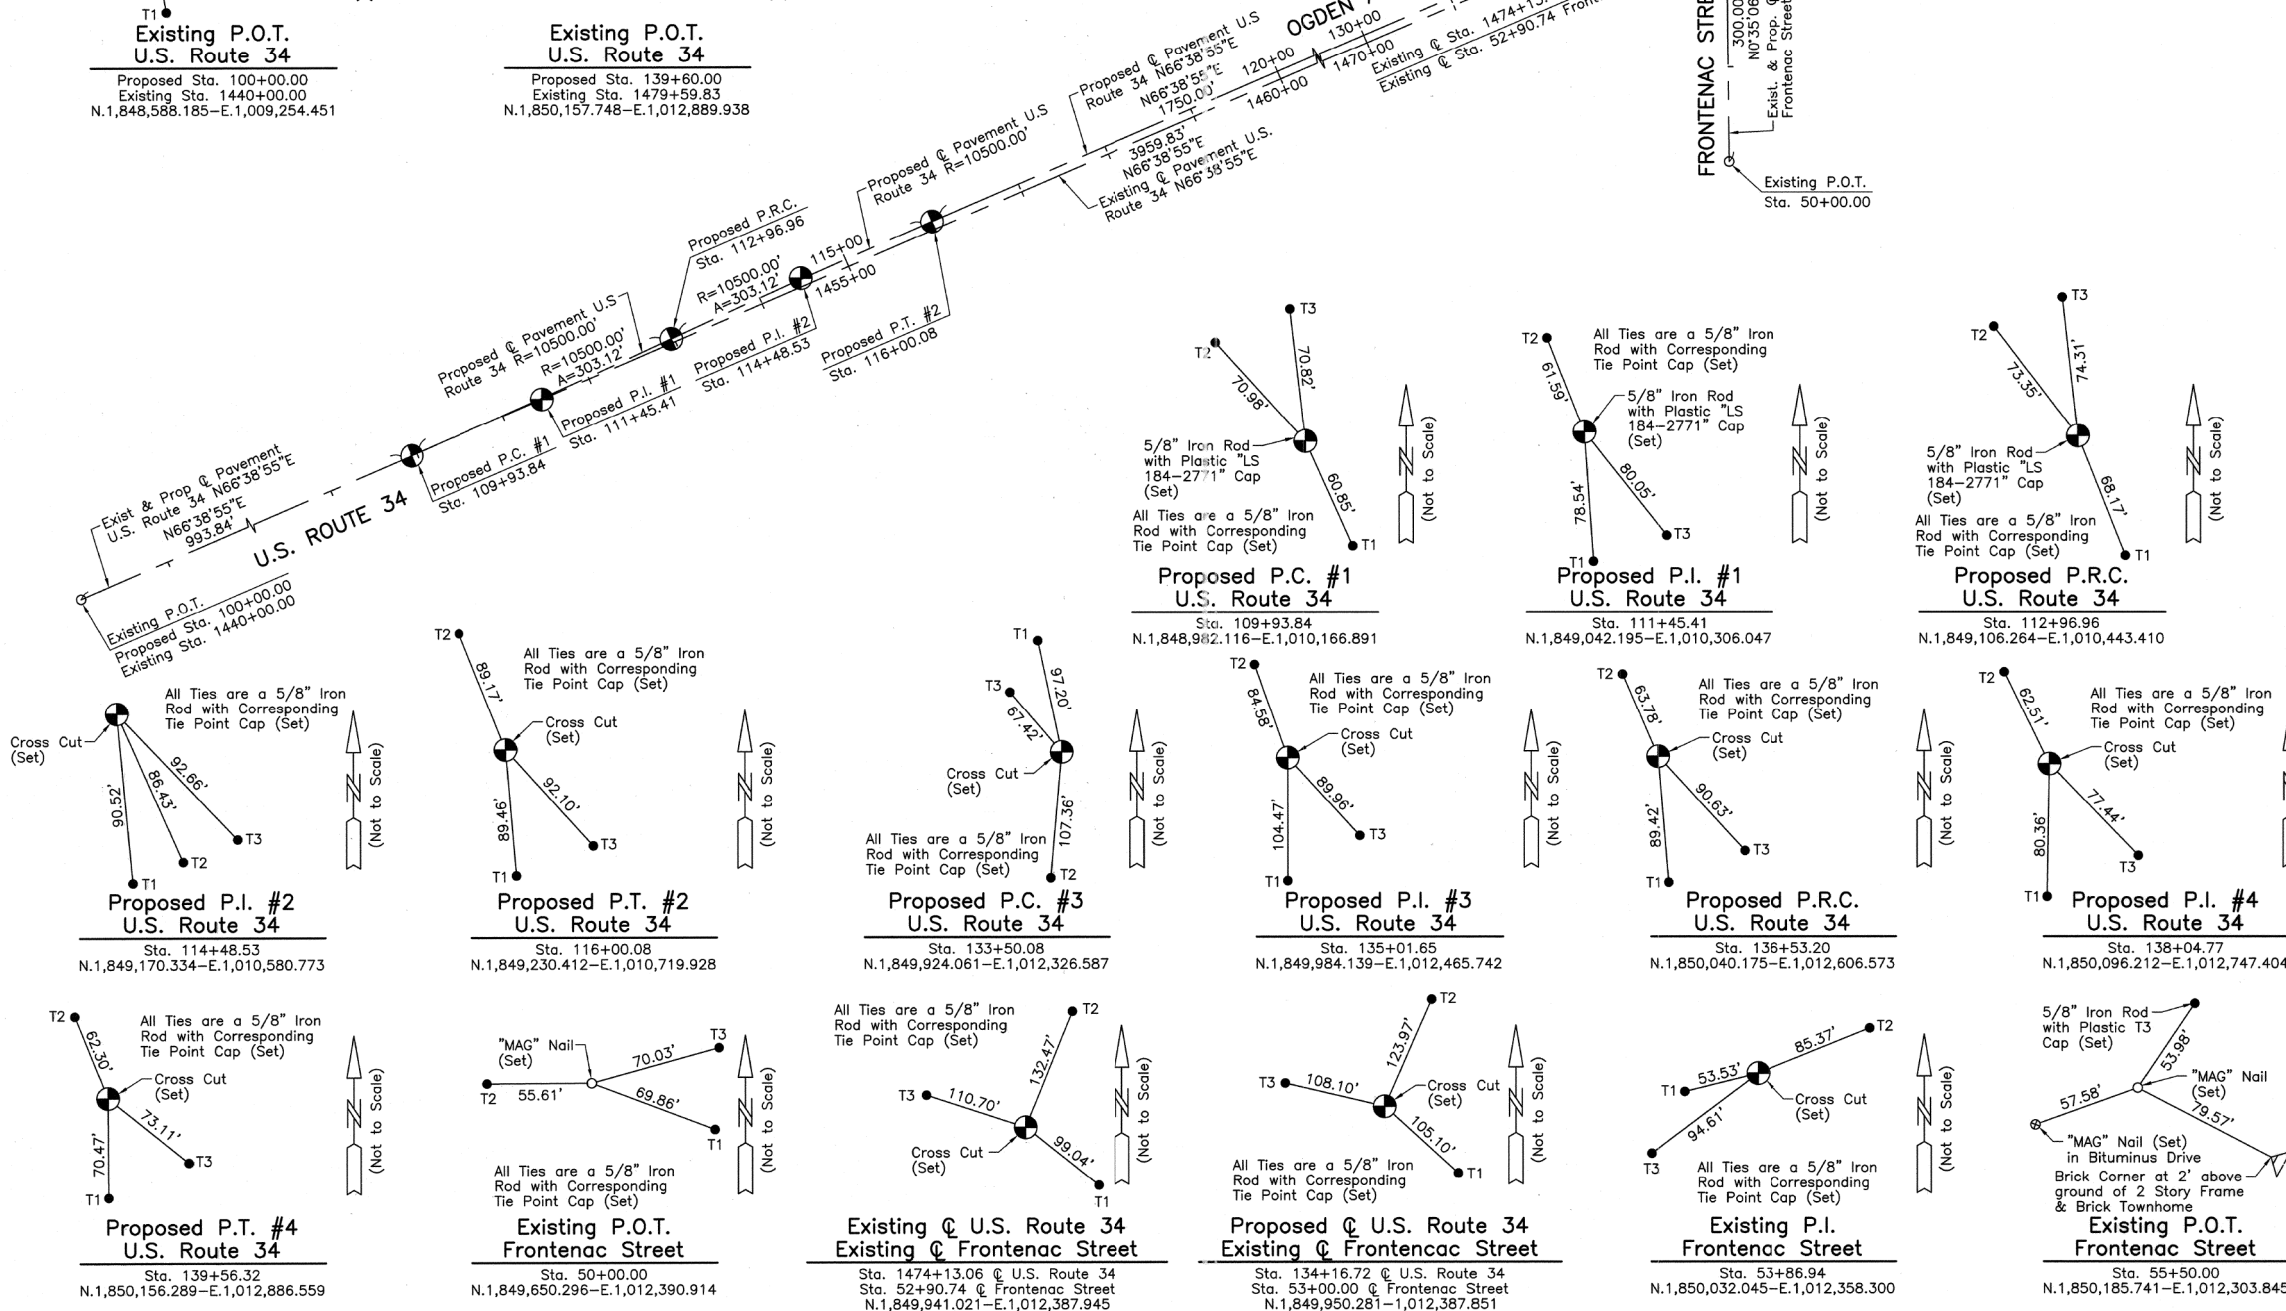 T1
Existing P.O.T.
U.S. Route 34
Proposed Sta. 100+00.00
Existing Sta. 1440+00.00
N.1,848,588.185–E.1,009,254.451
Existing P.O.T.
U.S. Route 34
Proposed Sta. 139+60.00
Existing Sta. 1479+59.83
N.1,850,157.748–E.1,012,889.938
OGDEN
130+00
1470+00
Existing ℄ Sta. 1474+13.
Existing ℄ Sta. 52+90.74
120+00
1460+00
Proposed ℄ Pavement U.S
Route 34 N66°38'55"E
N66°38'55"E
1750.00'
3959.83'
N66°38'55"E
Existing ℄ Pavement U.S.
Route 34 N66°38'55"E
FRONTENAC
300.00
N0°35'06
Exist. & Prop. ℄
Frontenac Street
Existing P.O.T.
Sta. 50+00.00
Proposed ℄ Pavement U.S
Route 34 R=10500.00'
Proposed P.R.C.
Sta. 112+96.96
115+00
1455+00
R=10500.00'
A=303.12'
Proposed P.I. #2
Sta. 114+48.53
Proposed P.T. #2
Sta. 116+00.08
Proposed ℄ Pavement U.S
Route 34 R=10500.00'
R=10500.00'
A=303.12'
Proposed P.I. #1
Sta. 111+45.41
Proposed P.C. #1
Sta. 109+93.84
Exist & Prop ℄ Pavement
U.S. Route 34 N66°38'55"E
N66°38'55"E
993.84'
U.S. ROUTE 34
Existing P.O.T.
Proposed Sta. 100+00.00
Existing Sta. 1440+00.00
T3
T2
70.82'
70.98'
5/8" Iron Rod
with Plastic "LS
184–2771" Cap
(Set)
60.85'
All Ties are a 5/8" Iron
Rod with Corresponding
Tie Point Cap (Set)
T1
N
(Not to Scale)
Proposed P.C. #1
U.S. Route 34
Sta. 109+93.84
N.1,848,982.116–E.1,010,166.891
T2
61.59'
All Ties are a 5/8" Iron
Rod with Corresponding
Tie Point Cap (Set)
5/8" Iron Rod
with Plastic "LS
184–2771" Cap
(Set)
80.05'
78.54'
T3
T1
N
(Not to Scale)
Proposed P.I. #1
U.S. Route 34
Sta. 111+45.41
N.1,849,042.195–E.1,010,306.047
T3
T2
74.31'
73.35'
5/8" Iron Rod
with Plastic "LS
184–2771" Cap
(Set)
68.17'
All Ties are a 5/8" Iron
Rod with Corresponding
Tie Point Cap (Set)
T1
N
(Not to Scale)
Proposed P.R.C.
U.S. Route 34
Sta. 112+96.96
N.1,849,106.264–E.1,010,443.410
All Ties are a 5/8" Iron
Rod with Corresponding
Tie Point Cap (Set)
Cross Cut
(Set)
92.66'
86.43'
90.52'
T3
T2
T1
N
(Not to Scale)
Proposed P.I. #2
U.S. Route 34
Sta. 114+48.53
N.1,849,170.334–E.1,010,580.773
T2
89.17'
All Ties are a 5/8" Iron
Rod with Corresponding
Tie Point Cap (Set)
Cross Cut
(Set)
92.10'
89.46'
T3
T1
N
(Not to Scale)
Proposed P.T. #2
U.S. Route 34
Sta. 116+00.08
N.1,849,230.412–E.1,010,719.928
T1
97.20'
T3
67.42'
Cross Cut
(Set)
107.36'
All Ties are a 5/8" Iron
Rod with Corresponding
Tie Point Cap (Set)
T2
N
(Not to Scale)
Proposed P.C. #3
U.S. Route 34
Sta. 133+50.08
N.1,849,924.061–E.1,012,326.587
T2
84.58'
All Ties are a 5/8" Iron
Rod with Corresponding
Tie Point Cap (Set)
Cross Cut
(Set)
89.96'
104.47'
T3
T1
N
(Not to Scale)
Proposed P.I. #3
U.S. Route 34
Sta. 135+01.65
N.1,849,984.139–E.1,012,465.742
T2
63.78'
All Ties are a 5/8" Iron
Rod with Corresponding
Tie Point Cap (Set)
Cross Cut
(Set)
90.63'
89.42'
T3
T1
N
(Not to Scale)
Proposed P.R.C.
U.S. Route 34
Sta. 136+53.20
N.1,850,040.175–E.1,012,606.573
T2
62.51'
All Ties are a 5/8" Iron
Rod with Corresponding
Tie Point Cap (Set)
Cross Cut
(Set)
77.44'
80.36'
T3
T1
Proposed P.I. #4
U.S. Route 34
Sta. 138+04.77
N.1,850,096.212–E.1,012,747.404
T2
62.30'
All Ties are a 5/8" Iron
Rod with Corresponding
Tie Point Cap (Set)
Cross Cut
(Set)
73.11'
70.47'
T3
T1
N
(Not to Scale)
Proposed P.T. #4
U.S. Route 34
Sta. 139+56.32
N.1,850,156.289–E.1,012,886.559
"MAG" Nail
(Set)
T3
70.03'
T2
55.61'
69.86'
T1
All Ties are a 5/8" Iron
Rod with Corresponding
Tie Point Cap (Set)
N
(Not to Scale)
Existing P.O.T.
Frontenac Street
Sta. 50+00.00
N.1,849,650.296–E.1,012,390.914
All Ties are a 5/8" Iron
Rod with Corresponding
Tie Point Cap (Set)
T2
132.47'
T3
110.70'
Cross Cut
(Set)
99.04'
T1
N
(Not to Scale)
Existing ℄ U.S. Route 34
Existing ℄ Frontenac Street
Sta. 1474+13.06 ℄ U.S. Route 34
Sta. 52+90.74 ℄ Frontenac Street
N.1,849,941.021–E.1,012,387.945
T2
123.97'
T3
108.10'
Cross Cut
(Set)
105.10'
T1
All Ties are a 5/8" Iron
Rod with Corresponding
Tie Point Cap (Set)
N
(Not to Scale)
Proposed ℄ U.S. Route 34
Existing ℄ Frontencac Street
Sta. 134+16.72 ℄ U.S. Route 34
Sta. 53+00.00 ℄ Frontenac Street
N.1,849,950.281–1,012,387.851
T2
85.37'
53.53'
T1
94.61'
Cross Cut
(Set)
T3
All Ties are a 5/8" Iron
Rod with Corresponding
Tie Point Cap (Set)
N
(Not to Scale)
Existing P.I.
Frontenac Street
Sta. 53+86.94
N.1,850,032.045–E.1,012,358.300
5/8" Iron Rod
with Plastic T3
Cap (Set)
53.98'
"MAG" Nail
(Set)
57.58'
79.57'
"MAG" Nail (Set)
in Bituminus Drive
Brick Corner at 2' above
ground of 2 Story Frame
& Brick Townhome
Existing P.O.T.
Frontenac Street
Sta. 55+50.00
N.1,850,185.741–E.1,012,303.845